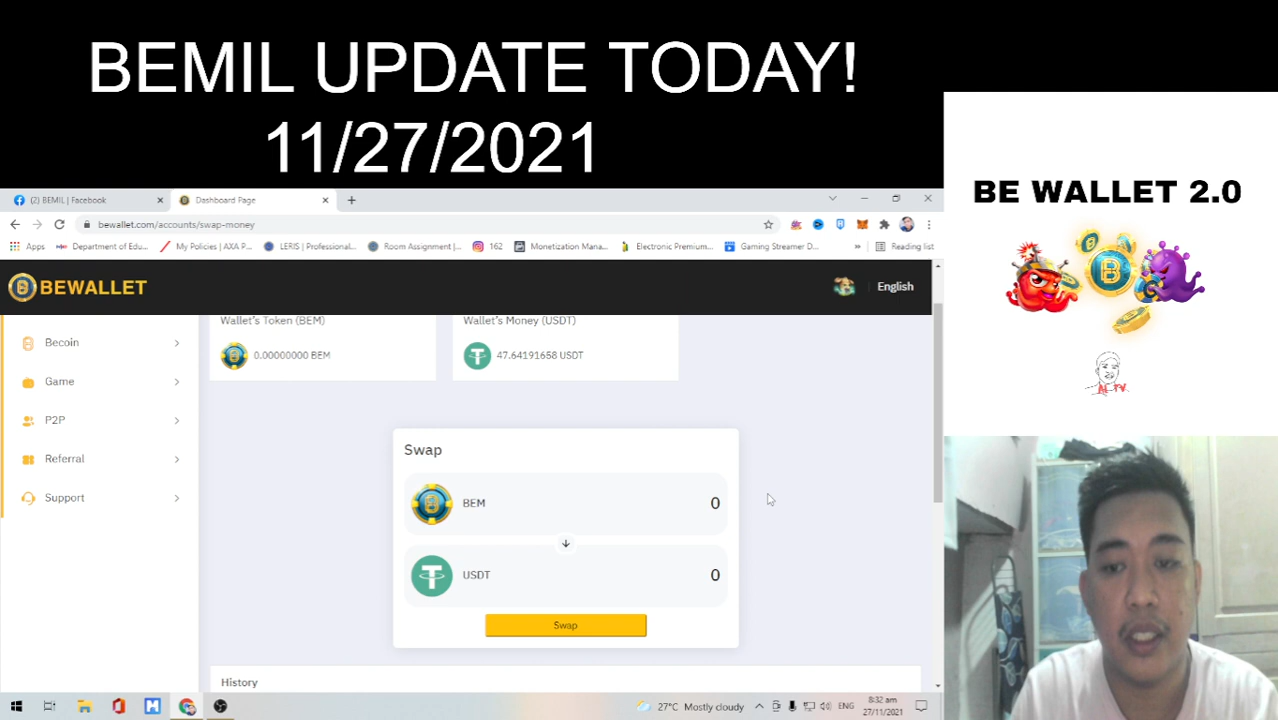 BEMIL UPDATE TODAY!
11/27/2021
BE WALLET 2.0
(2) BEMIL | Facebook
Dashboard Page
bewallet.com/accounts/swap-money
Apps
Department of Edu...
My Policies | AXA P...
LERIS | Professional...
Room Assignment |...
162
Monetization Mana...
Electronic Premium...
Gaming Streamer D...
»
Reading list
BEWALLET
English
Wallet's Token (BEM)
0.00000000 BEM
Wallet's Money (USDT)
47.64191658 USDT
Becoin
Game
P2P
Referral
Support
Swap
BEM
0
USDT
0
Swap
History
27°C Mostly cloudy
ENG
8:32 am
27/11/2021